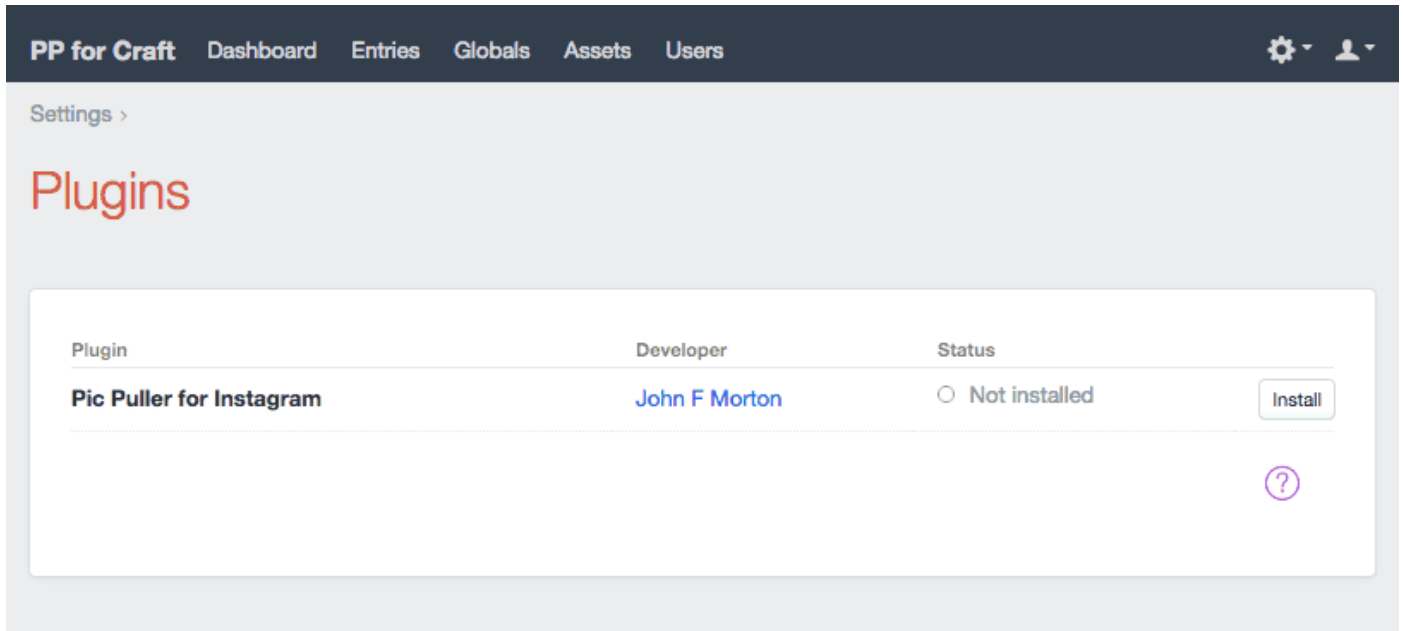 PP for Craft Dashboard Entries Globals Assets Users
Settings ›
Plugins
Plugin Developer Status
Pic Puller for Instagram John F Morton Not installed Install
?